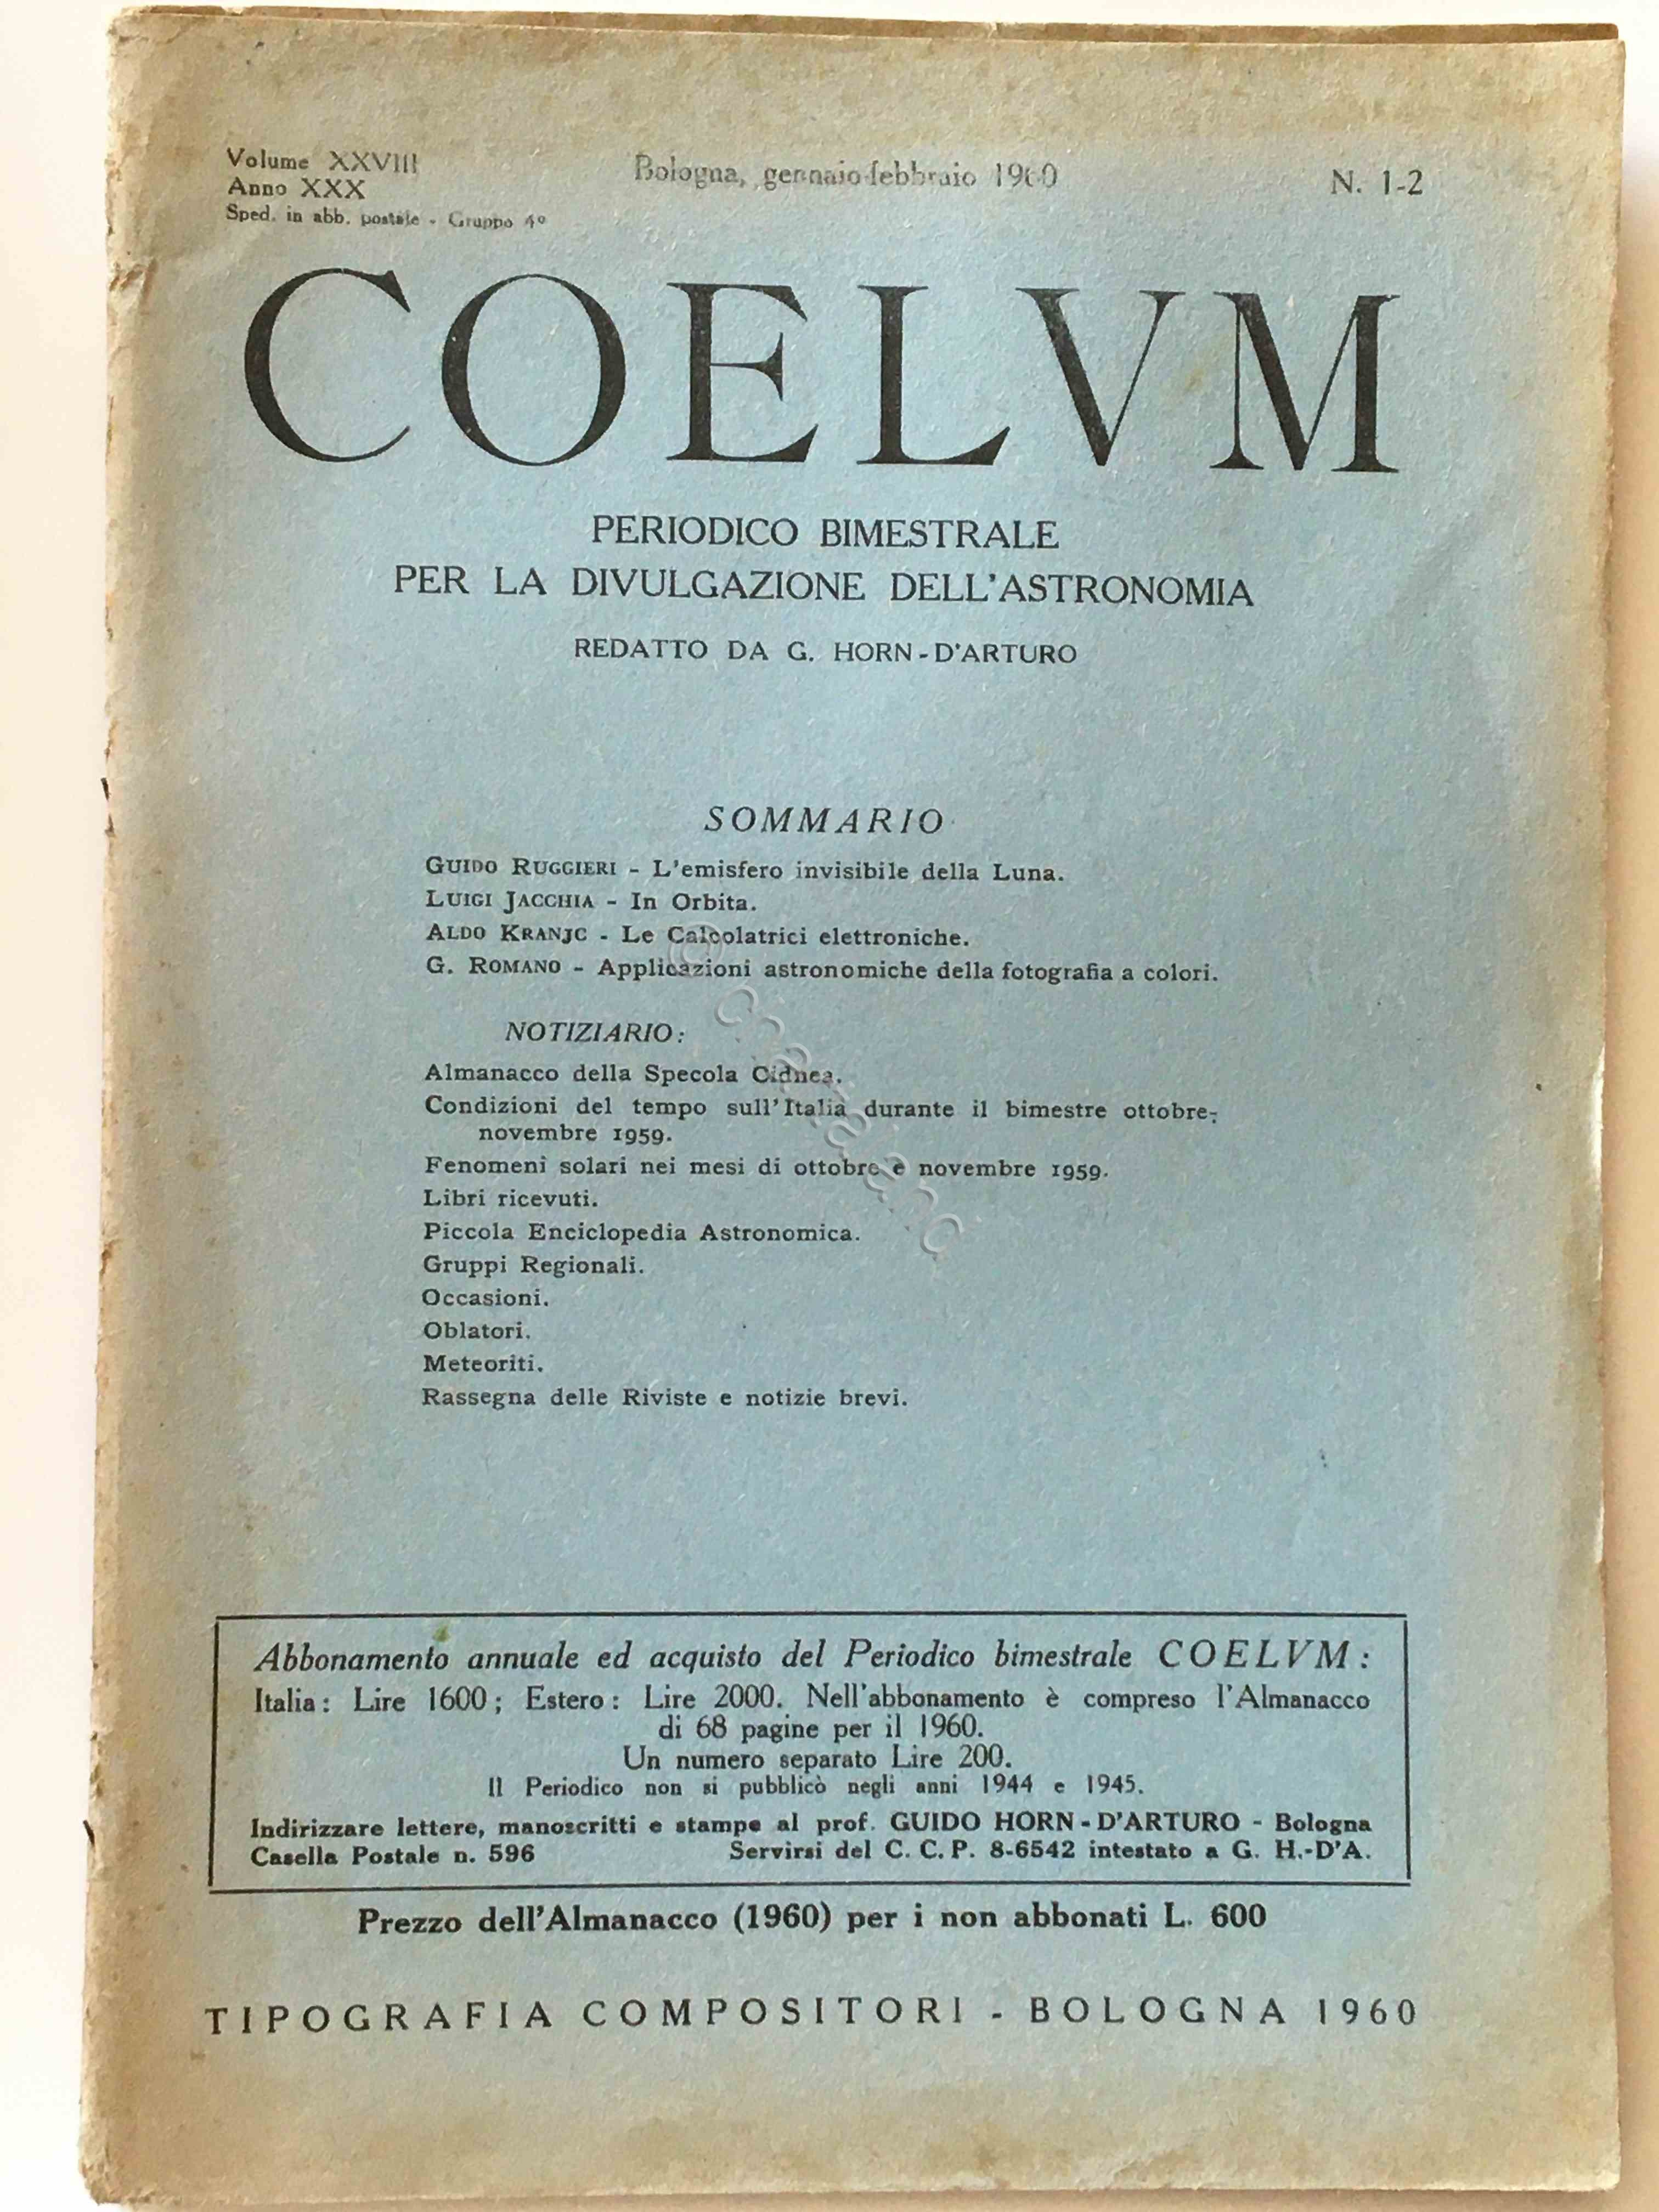 Volume XXVIII
Anno XXX
Sped. in abb. postale - Gruppo 4º
Bologna, gennaio-febbraio 1960
N. 1-2
COELVM
PERIODICO BIMESTRALE
PER LA DIVULGAZIONE DELL'ASTRONOMIA
REDATTO DA G. HORN-D'ARTURO
SOMMARIO
GUIDO RUGGIERI - L'emisfero invisibile della Luna.
LUIGI JACCHIA - In Orbita.
ALDO KRANJC - Le Calcolatrici elettroniche.
G. ROMANO - Applicazioni astronomiche della fotografia a colori.
NOTIZIARIO:
Almanacco della Specola Cidnea.
Condizioni del tempo sull'Italia durante il bimestre ottobre-
novembre 1959.
Fenomeni solari nei mesi di ottobre e novembre 1959.
Libri ricevuti.
Piccola Enciclopedia Astronomica.
Gruppi Regionali.
Occasioni.
Oblatori.
Meteoriti.
Rassegna delle Riviste e notizie brevi.
Abbonamento annuale ed acquisto del Periodico bimestrale COELVM:
Italia: Lire 1600; Estero: Lire 2000. Nell'abbonamento è compreso l'Almanacco
di 68 pagine per il 1960.
Un numero separato Lire 200.
Il Periodico non si pubblicò negli anni 1944 e 1945.
Indirizzare lettere, manoscritti e stampe al prof. GUIDO HORN-D'ARTURO - Bologna
Casella Postale n. 596 Servirsi del C. C. P. 8-6542 intestato a G. H.-D'A.
Prezzo dell'Almanacco (1960) per i non abbonati L. 600
TIPOGRAFIA COMPOSITORI - BOLOGNA 1960